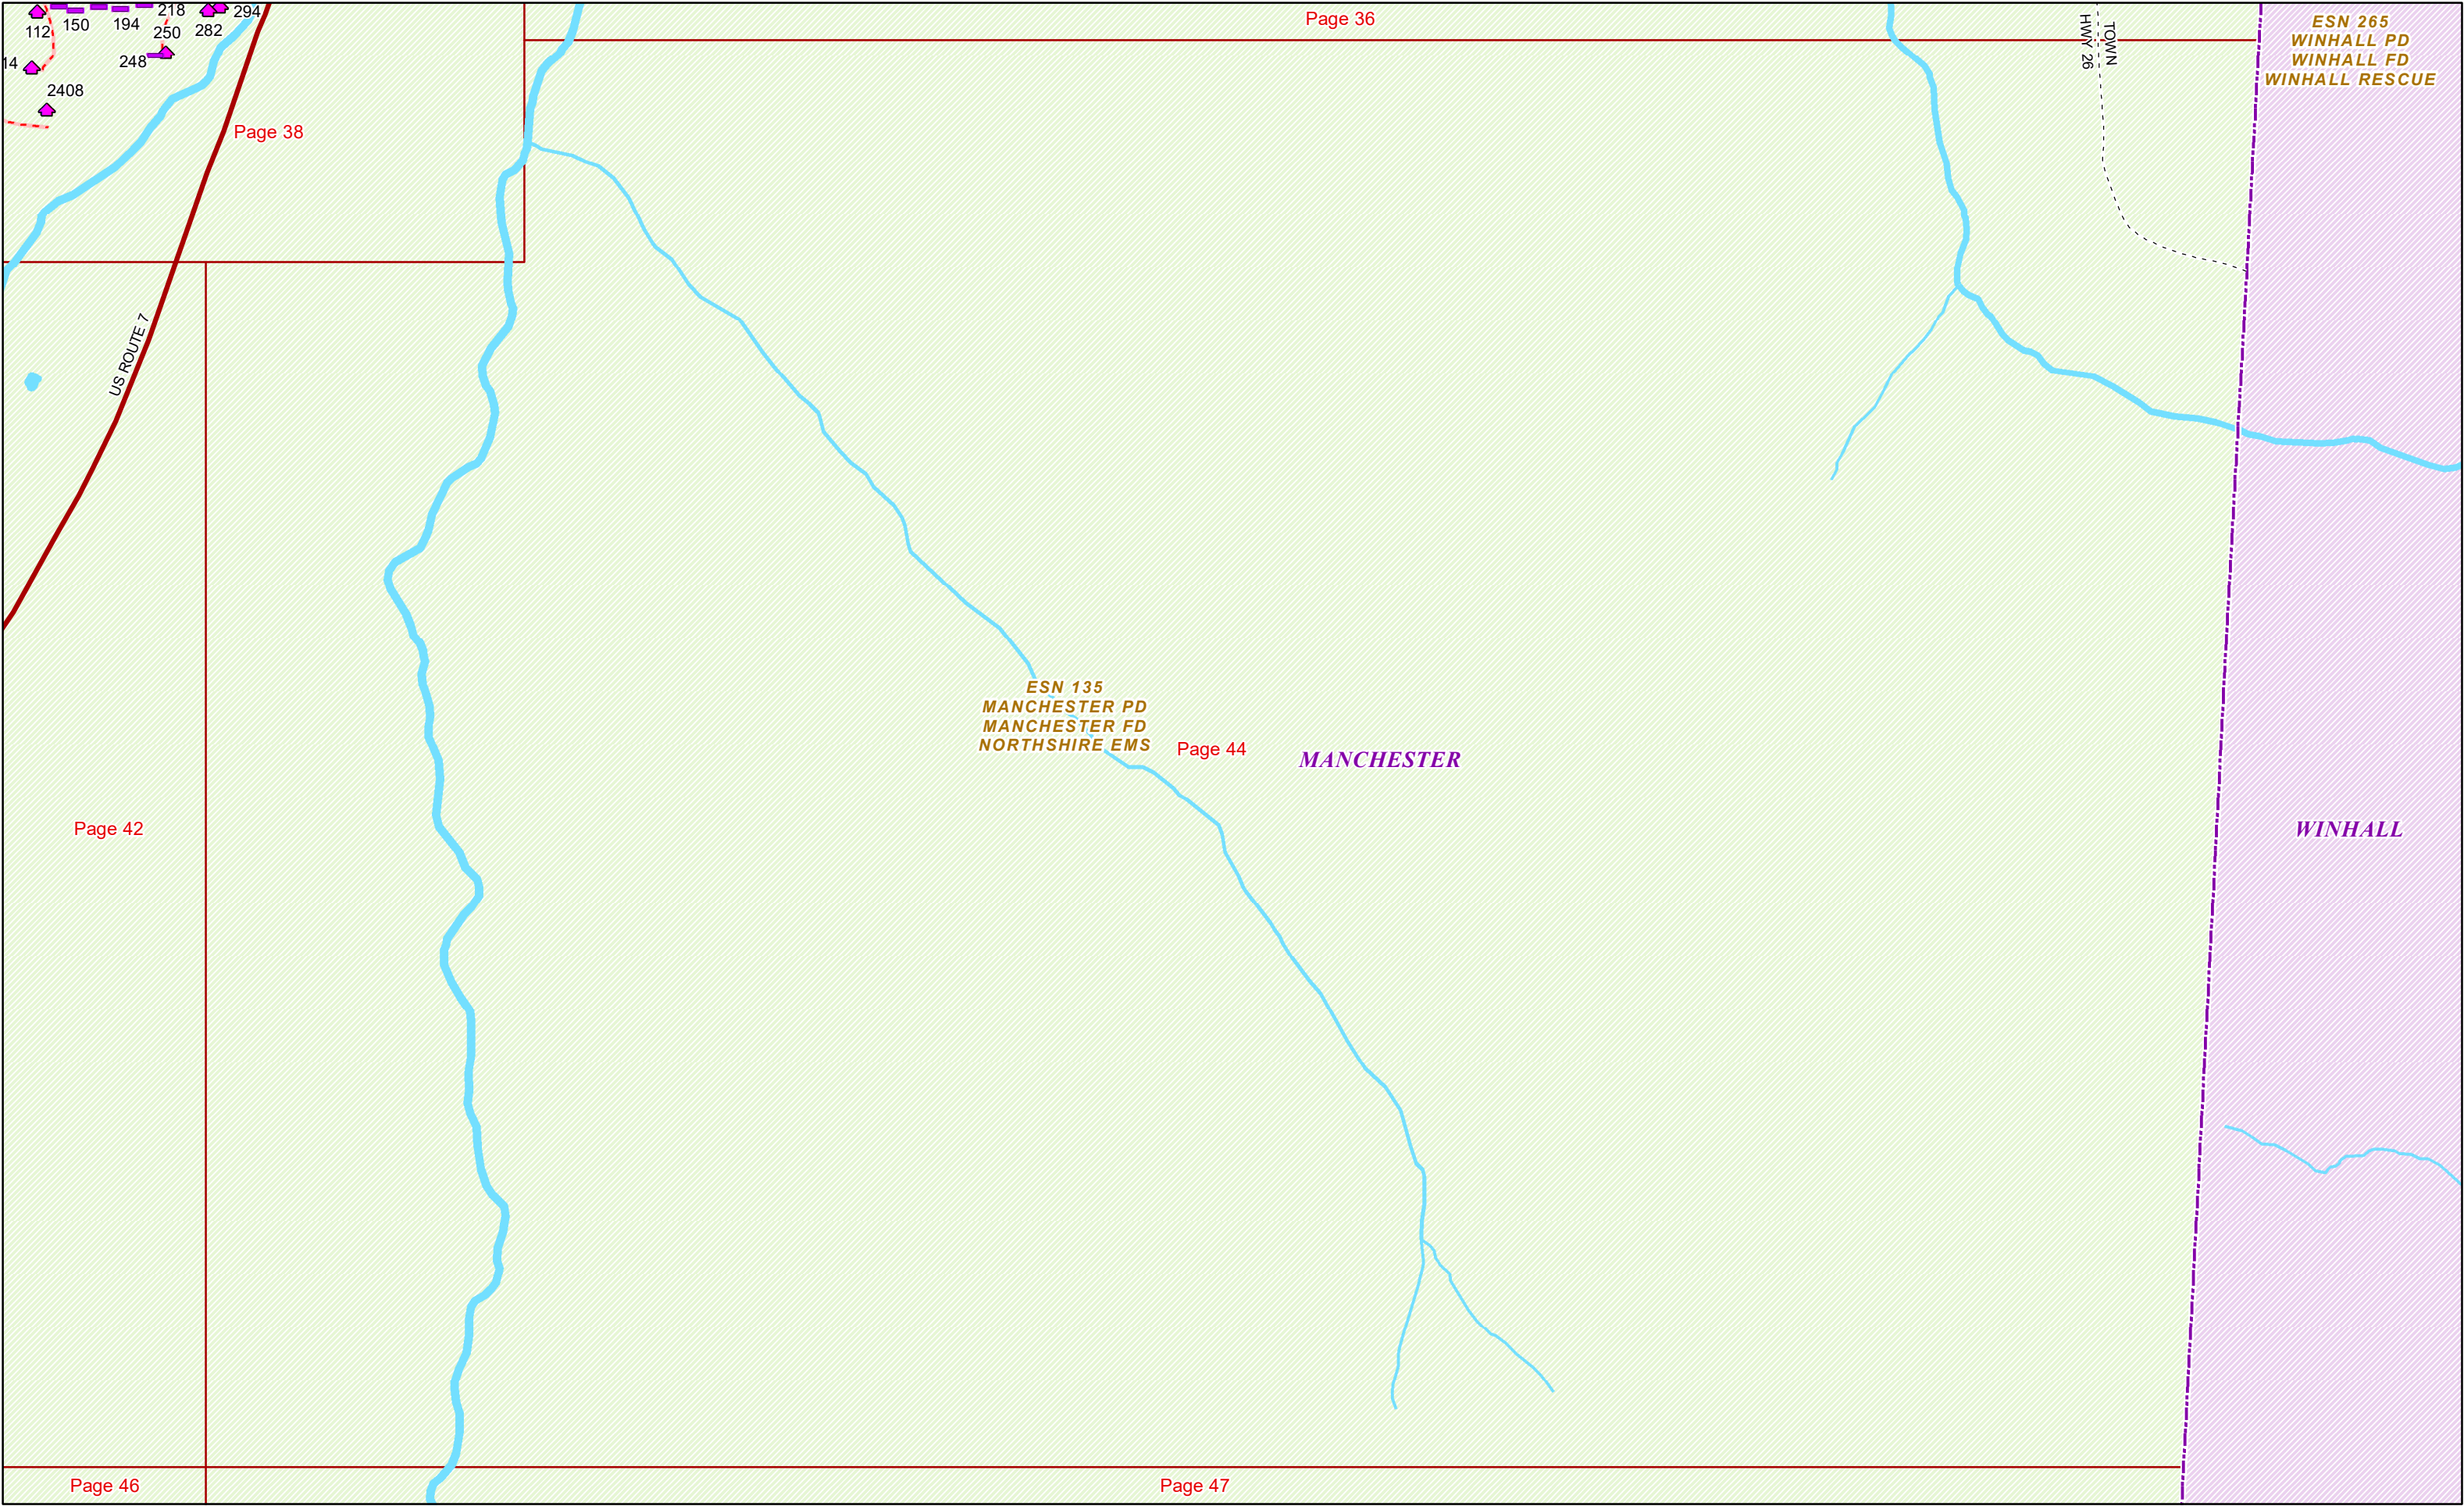 112
150
194
218
250
282
294
248
14
2408
Page 38
Page 36
TOWN
HWY 26
ESN 265
WINHALL PD
WINHALL FD
WINHALL RESCUE
US ROUTE 7
ESN 135
MANCHESTER PD
MANCHESTER FD
NORTHSHIRE EMS
Page 44
MANCHESTER
Page 42
WINHALL
Page 46
Page 47